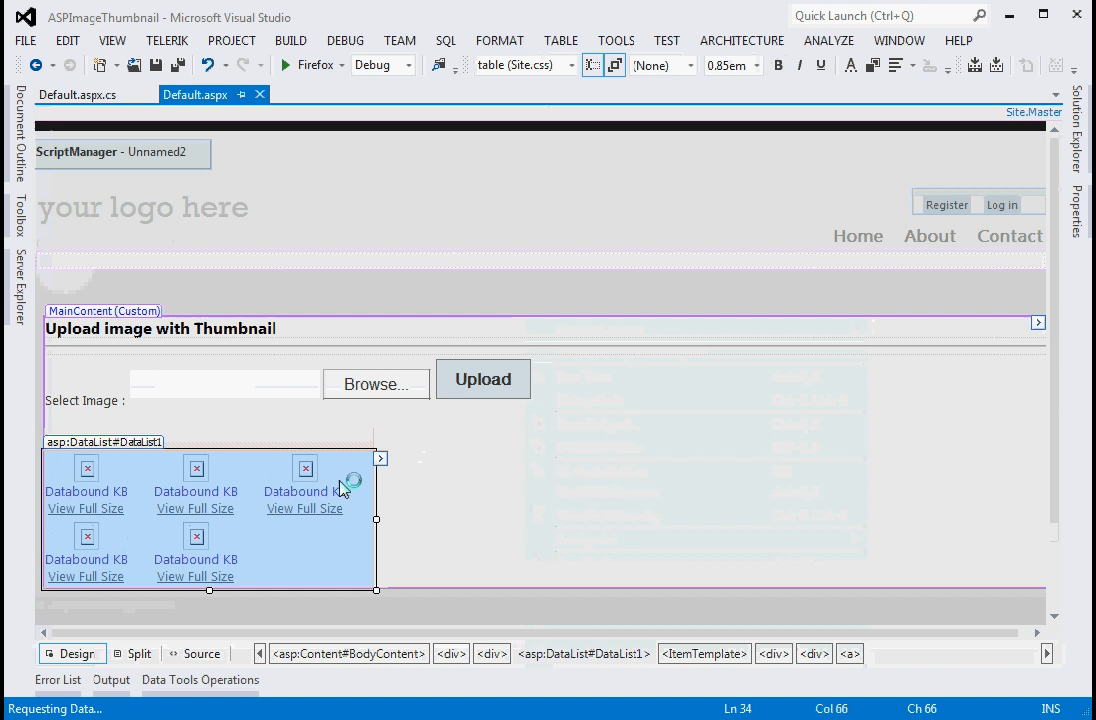 ASPImageThumbnail - Microsoft Visual Studio
Quick Launch (Ctrl+Q)
FILE EDIT VIEW TELERIK PROJECT BUILD DEBUG TEAM SQL FORMAT TABLE TOOLS TEST ARCHITECTURE ANALYZE WINDOW HELP
Firefox Debug table (Site.css) (None) 0.85em B I U A
Default.aspx.cs Default.aspx
Site.Master
Document Outline
Toolbox
Server Explorer
Solution Explorer
Properties
ScriptManager - Unnamed2
your logo here
Register Log in
Home About Contact
MainContent (Custom)
Upload image with Thumbnail
Select Image : Browse... Upload
asp:DataList#DataList1
Databound KB Databound KB Databound K
View Full Size View Full Size View Full Size
Databound KB Databound KB
View Full Size View Full Size
Design Split Source <asp:Content#BodyContent> <div> <div> <asp:DataList#DataList1> <ItemTemplate> <div> <div> <a>
Error List Output Data Tools Operations
Requesting Data... Ln 34 Col 66 Ch 66 INS